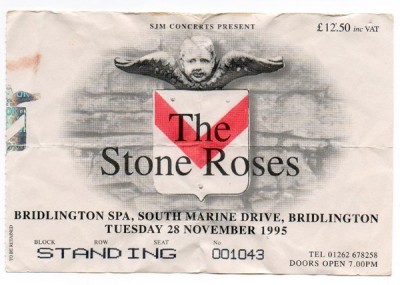 SJM CONCERTS PRESENT
£12.50 inc VAT
The
Stone Roses
BRIDLINGTON SPA, SOUTH MARINE DRIVE, BRIDLINGTON
TUESDAY 28 NOVEMBER 1995
TO BE RETAINED
BLOCK ROW SEAT No
STANDING 001043
TEL 01262 678258
DOORS OPEN 7.00PM